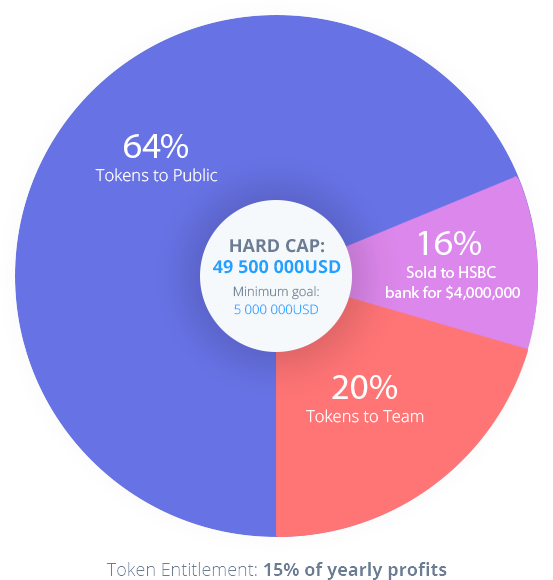 64%
Tokens to Public
HARD CAP:
49 500 000USD
Minimum goal:
5 000 000USD
16%
Sold to HSBC
bank for $4,000,000
20%
Tokens to Team
Token Entitlement: 15% of yearly profits